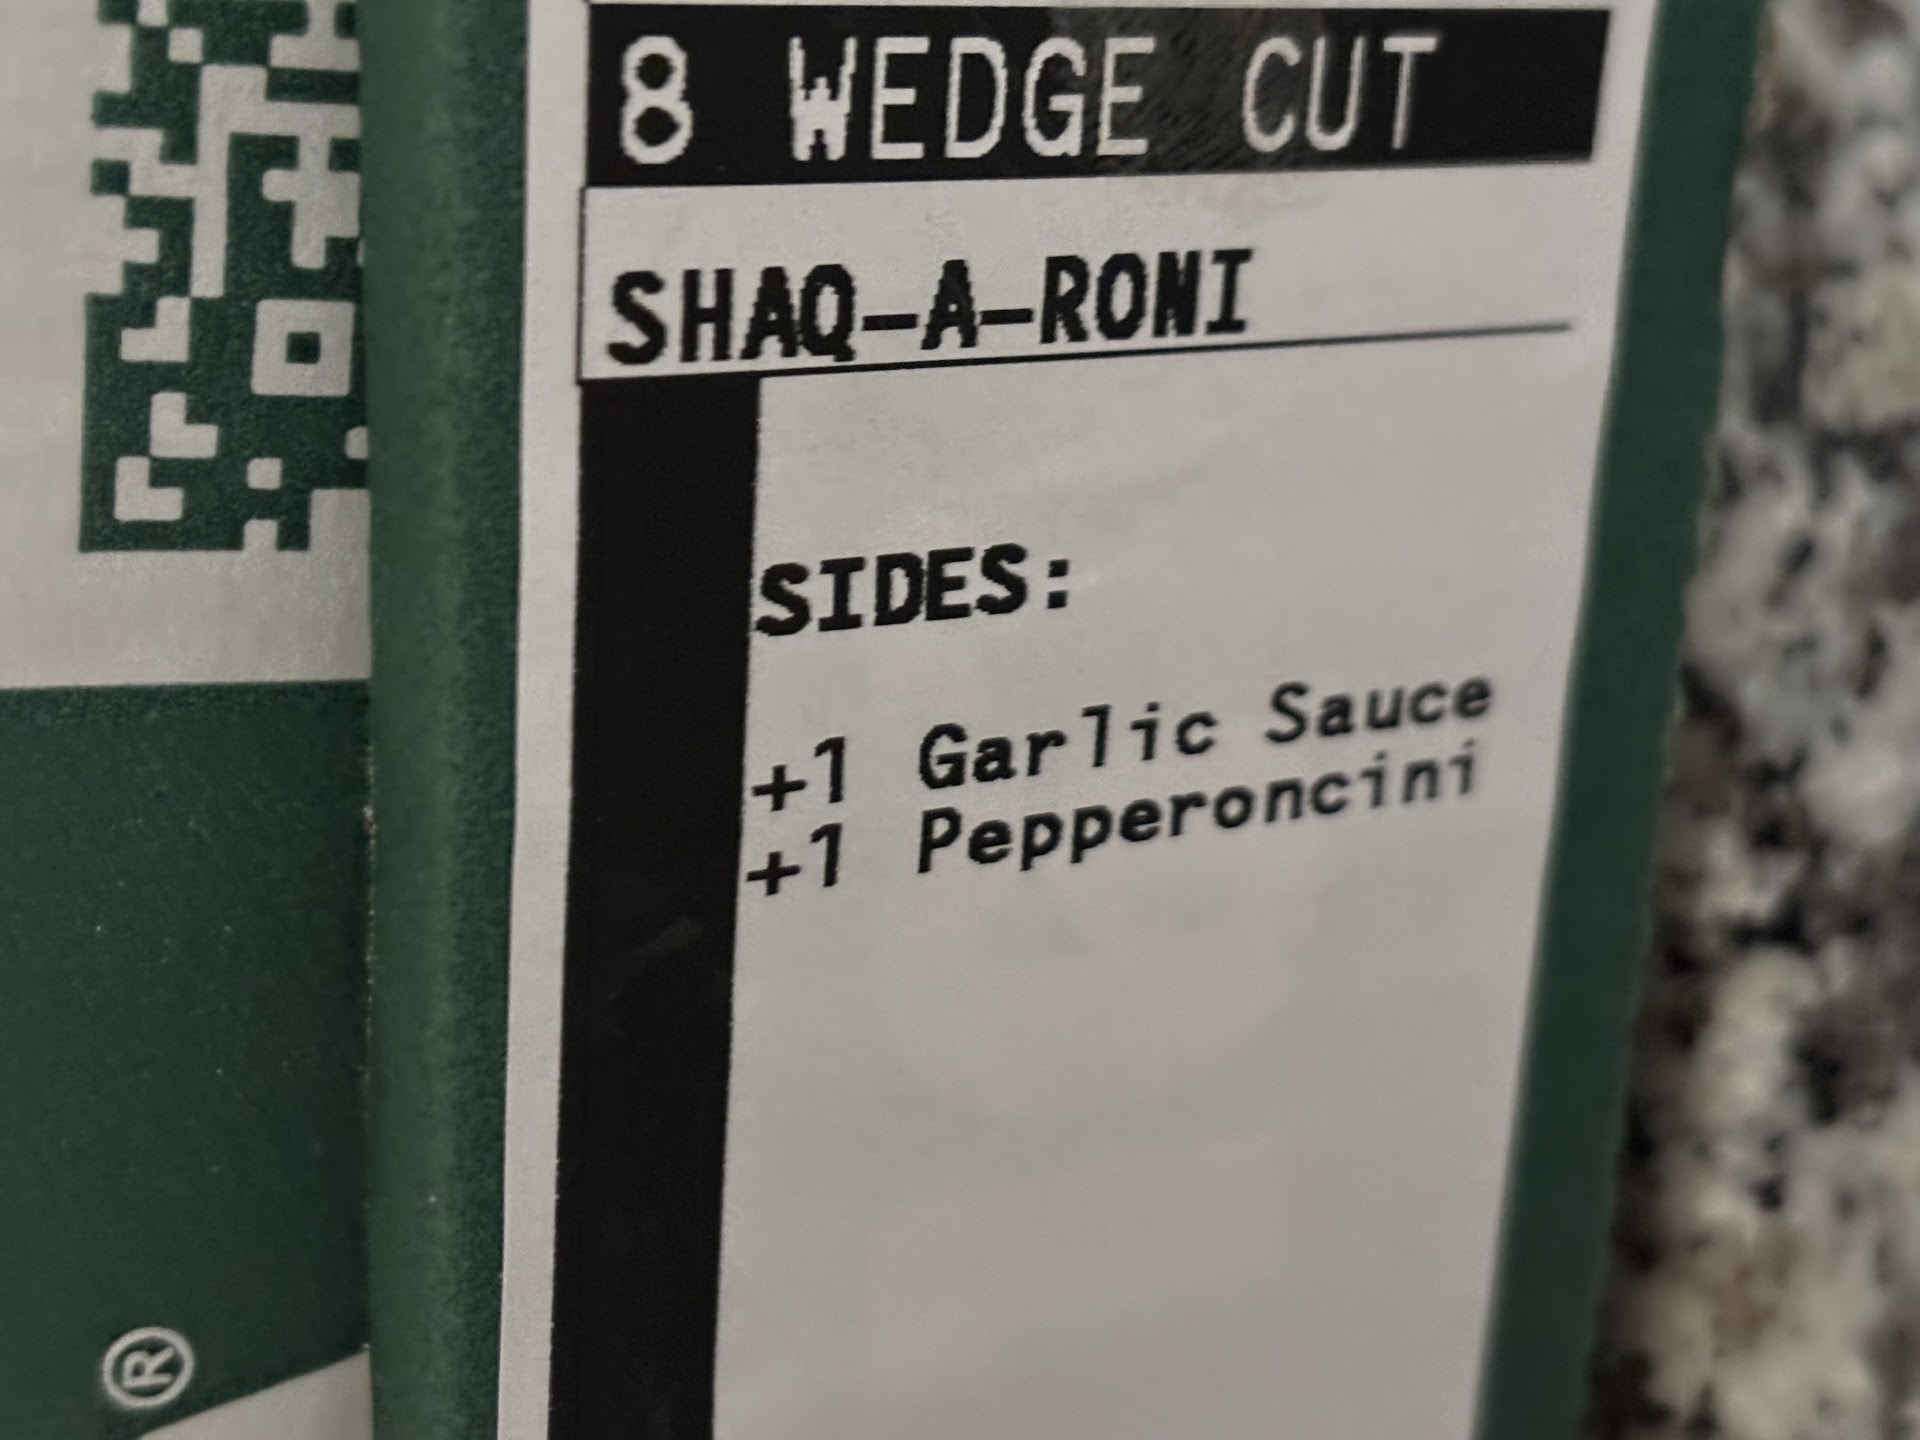 8 WEDGE CUT
SHAQ-A-RONI
SIDES:
+1 Garlic Sauce
+1 Pepperoncini
®